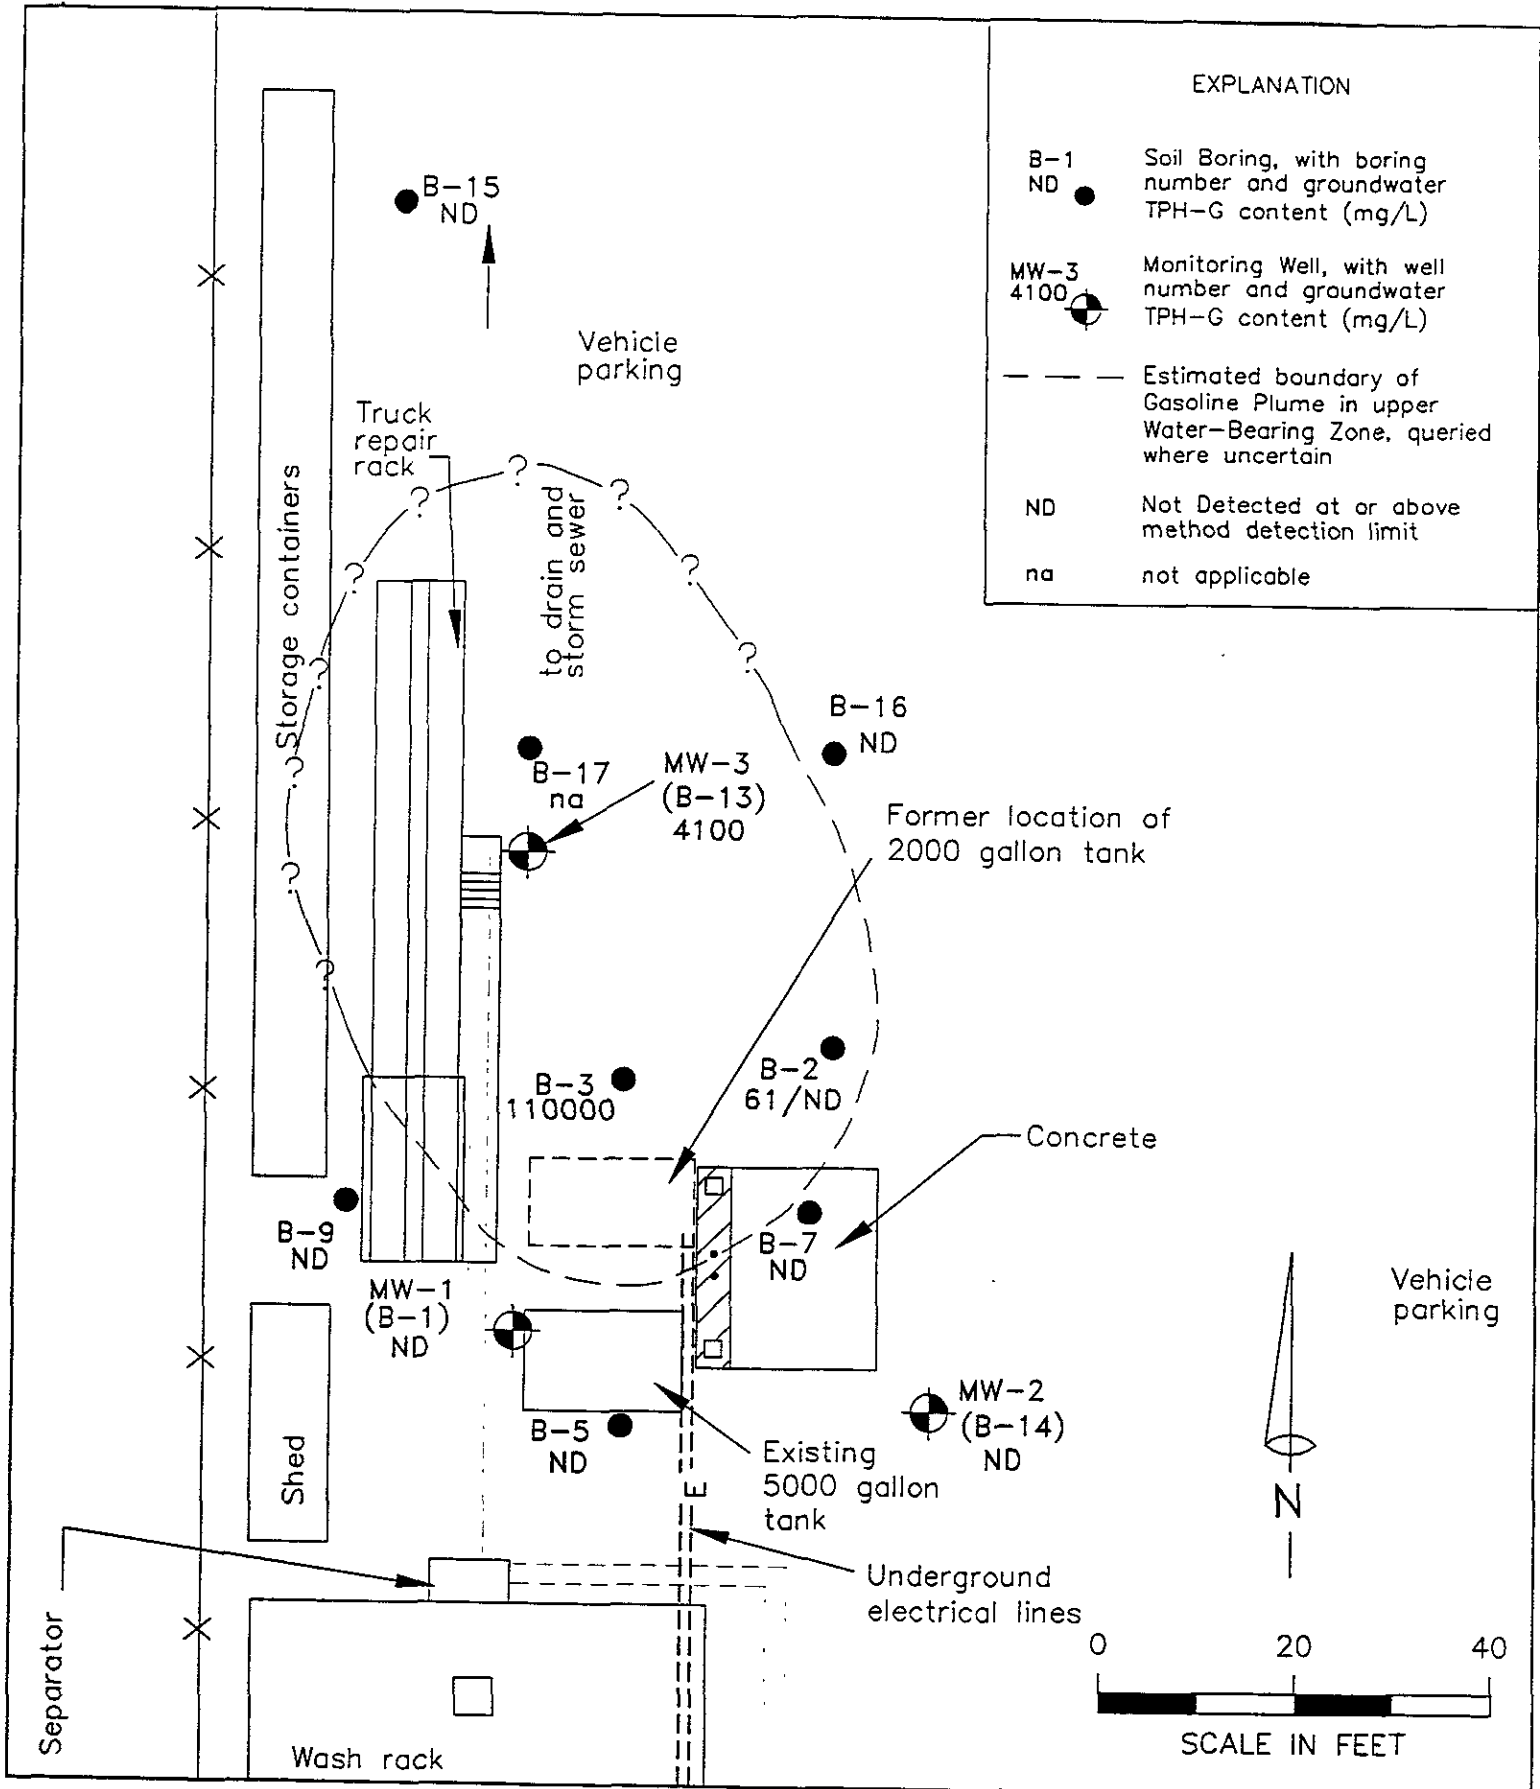 EXPLANATION
B-1
ND
Soil Boring, with boring
number and groundwater
TPH-G content (mg/L)
MW-3
4100
Monitoring Well, with well
number and groundwater
TPH-G content (mg/L)
Estimated boundary of
Gasoline Plume in upper
Water-Bearing Zone, queried
where uncertain
ND
Not Detected at or above
method detection limit
na
not applicable
B-15
ND
Vehicle
parking
Truck
repair
rack
?
?
?
?
?
?
?
?
?
?
Storage containers
to drain and
storm sewer
B-16
ND
B-17
na
MW-3
(B-13)
4100
Former location of
2000 gallon tank
B-3
110000
B-2
61/ND
Concrete
B-9
ND
B-7
ND
MW-1
(B-1)
ND
Vehicle
parking
MW-2
(B-14)
ND
B-5
ND
Shed
Existing
5000 gallon
tank
E
N
Underground
electrical lines
Separator
Wash rack
0 20 40
SCALE IN FEET